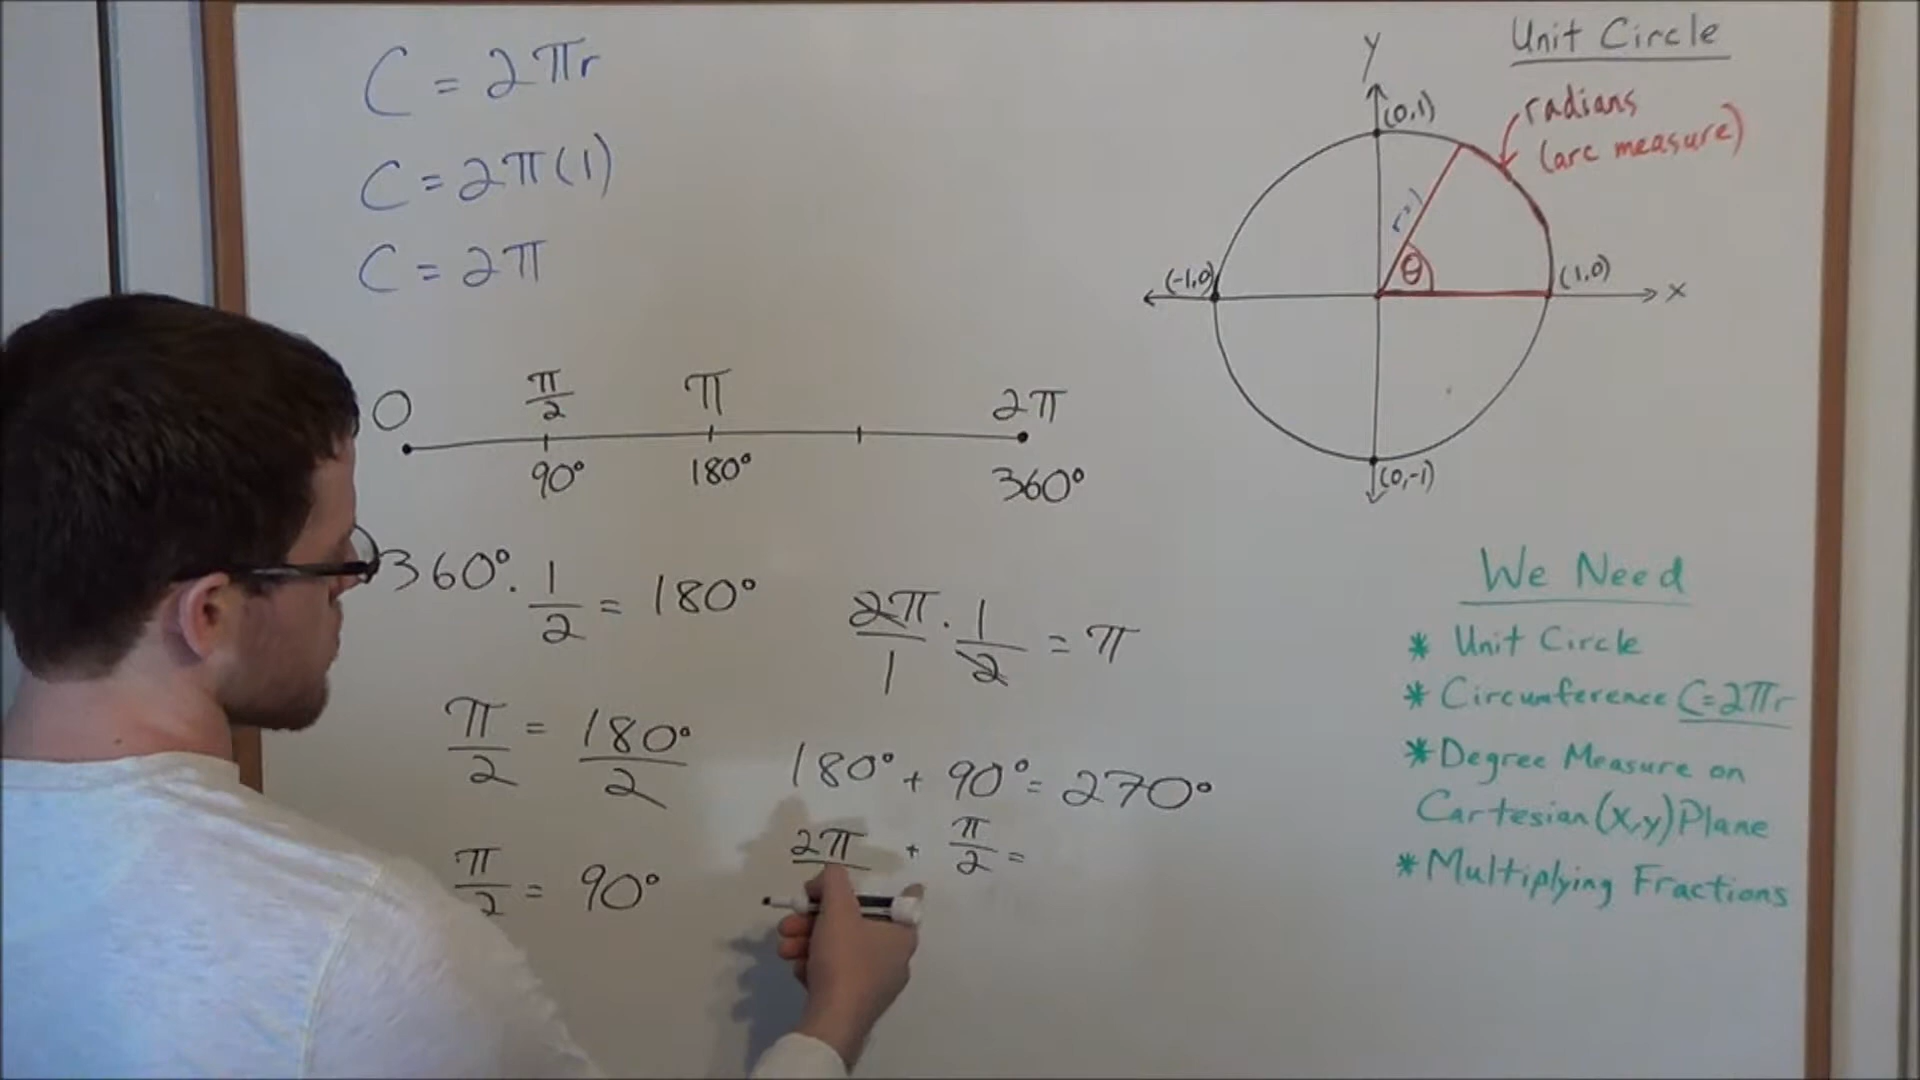 C = 2πr
C = 2π(1)
C = 2π
0 π/2 π 2π
90° 180° 360°
360° · 1/2 = 180°
2π/1 · 1/2 = π
π/2 = 180°/2
π/2 = 90°
180° + 90° = 270°
2π + π/2 =
Unit Circle
y
(0,1)
radians
(arc measure)
θ
(-1,0)
(1,0)
x
(0,-1)
We Need
* Unit Circle
* Circumference C=2πr
* Degree Measure on
Cartesian (x,y) Plane
* Multiplying Fractions